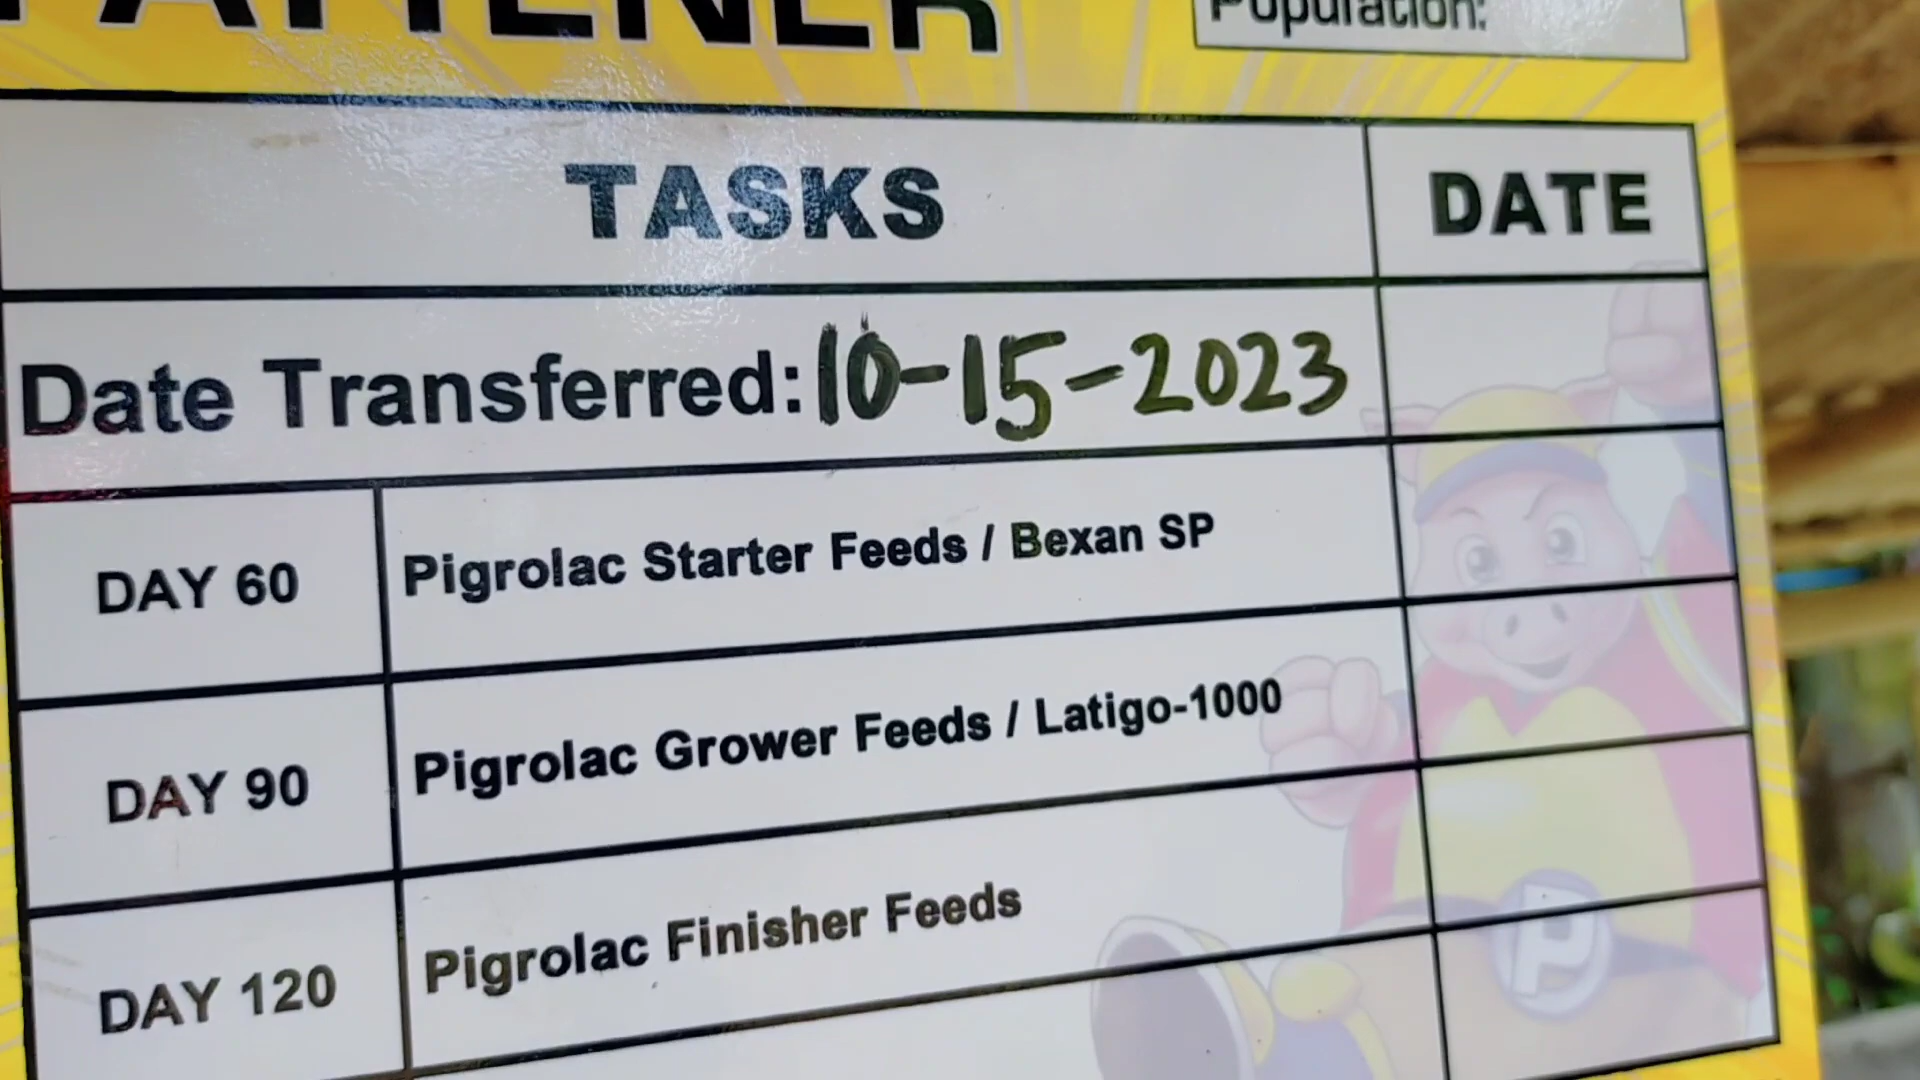 FATTENER
Population:
TASKS
DATE
Date Transferred: 10-15-2023
DAY 60
Pigrolac Starter Feeds / Bexan SP
DAY 90
Pigrolac Grower Feeds / Latigo-1000
DAY 120
Pigrolac Finisher Feeds
P